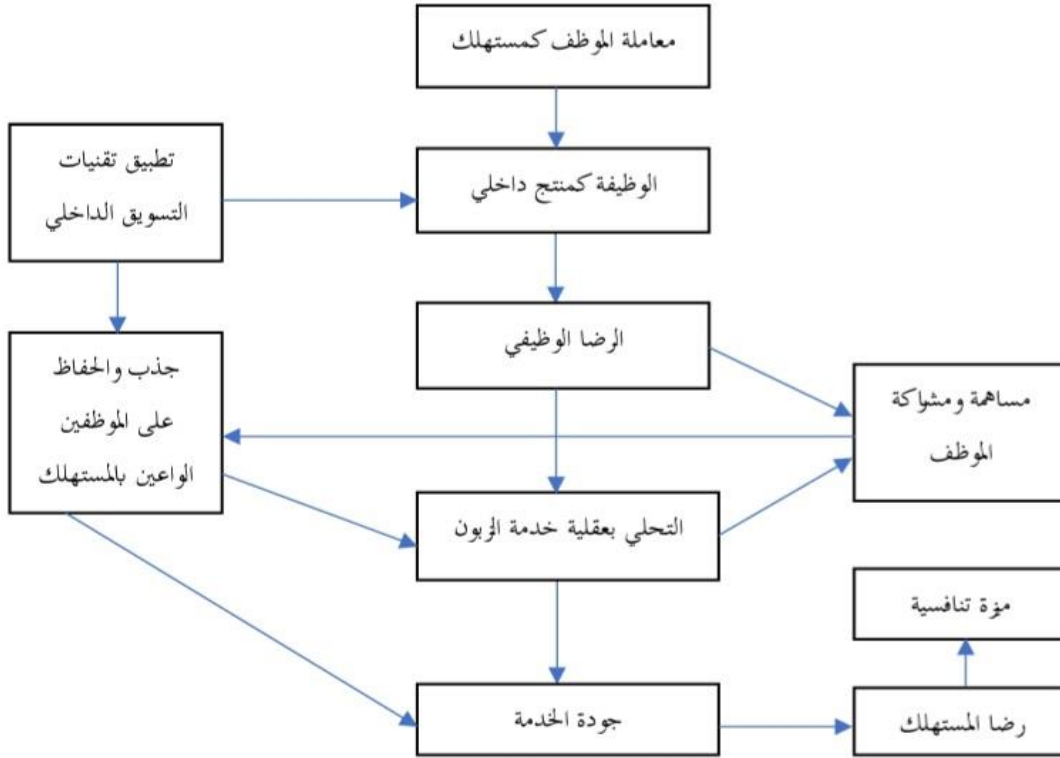 معاملة الموظف كمستهلك
تطبيق تقنيات
التسويق الداخلي
الوظيفة كمنتج داخلي
الرضا الوظيفي
جذب والحفاظ
على الموظفين
الواعين بالمستهلك
مساهمة ومشواكة
الموظف
التحلي بعقلية خدمة الزبون
ميزة تنافسية
جودة الخدمة
رضا المستهلك